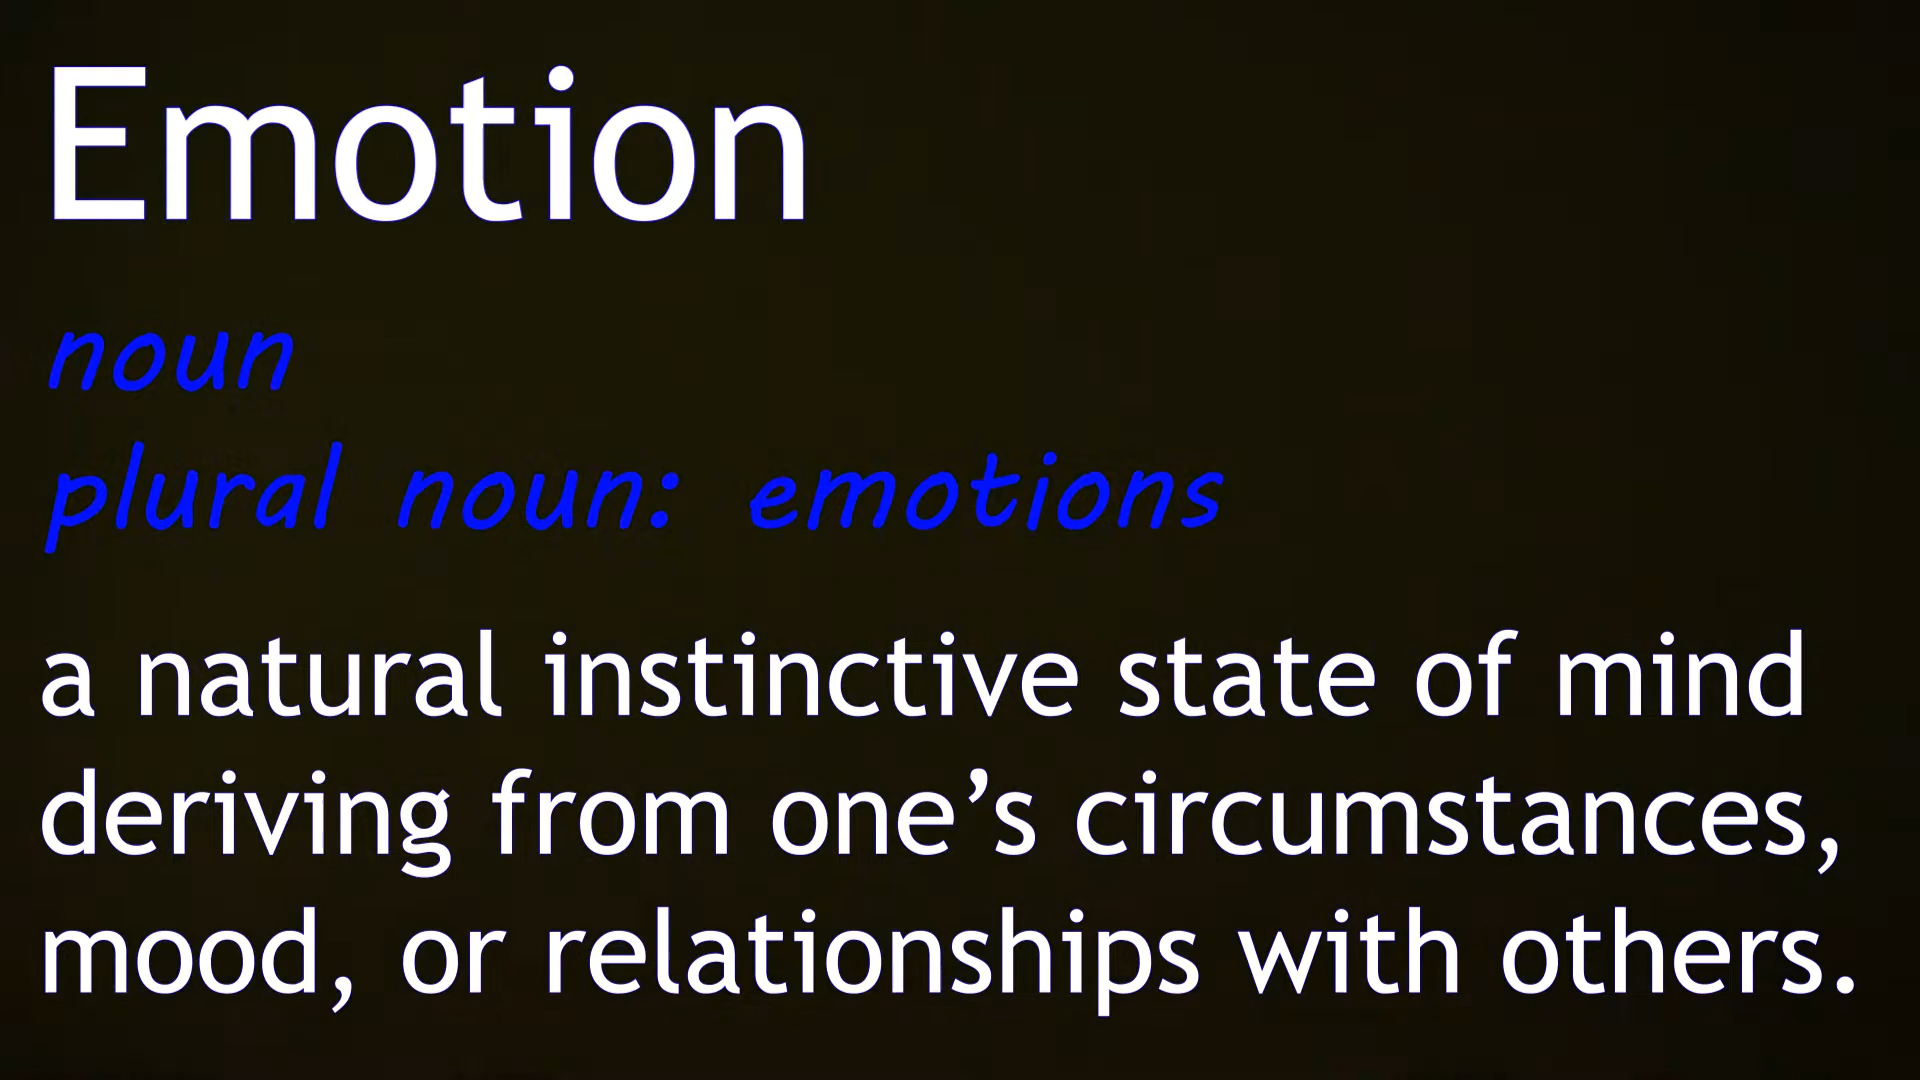 Emotion
noun
plural noun: emotions
a natural instinctive state of mind
deriving from one’s circumstances,
mood, or relationships with others.